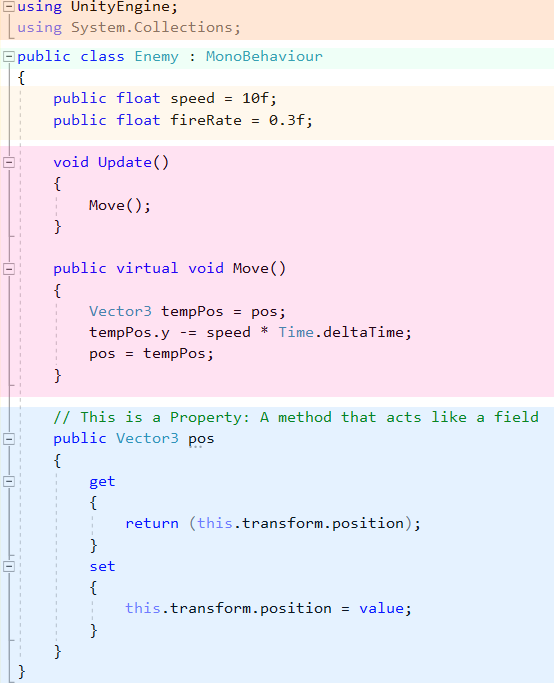 using UnityEngine;
using System.Collections;
public class Enemy : MonoBehaviour
{
public float speed = 10f;
public float fireRate = 0.3f;
void Update()
{
Move();
}
public virtual void Move()
{
Vector3 tempPos = pos;
tempPos.y -= speed * Time.deltaTime;
pos = tempPos;
}
// This is a Property: A method that acts like a field
public Vector3 pos
{
get
{
return (this.transform.position);
}
set
{
this.transform.position = value;
}
}
}